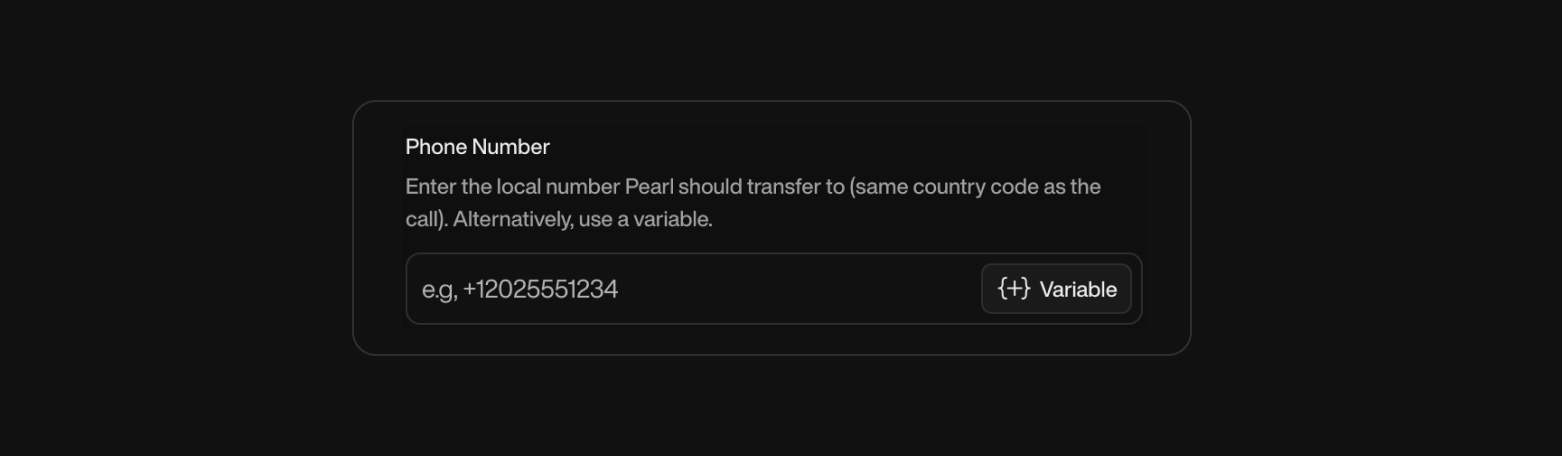 Phone Number
Enter the local number Pearl should transfer to (same country code as the
call). Alternatively, use a variable.
e.g, +12025551234
{+} Variable